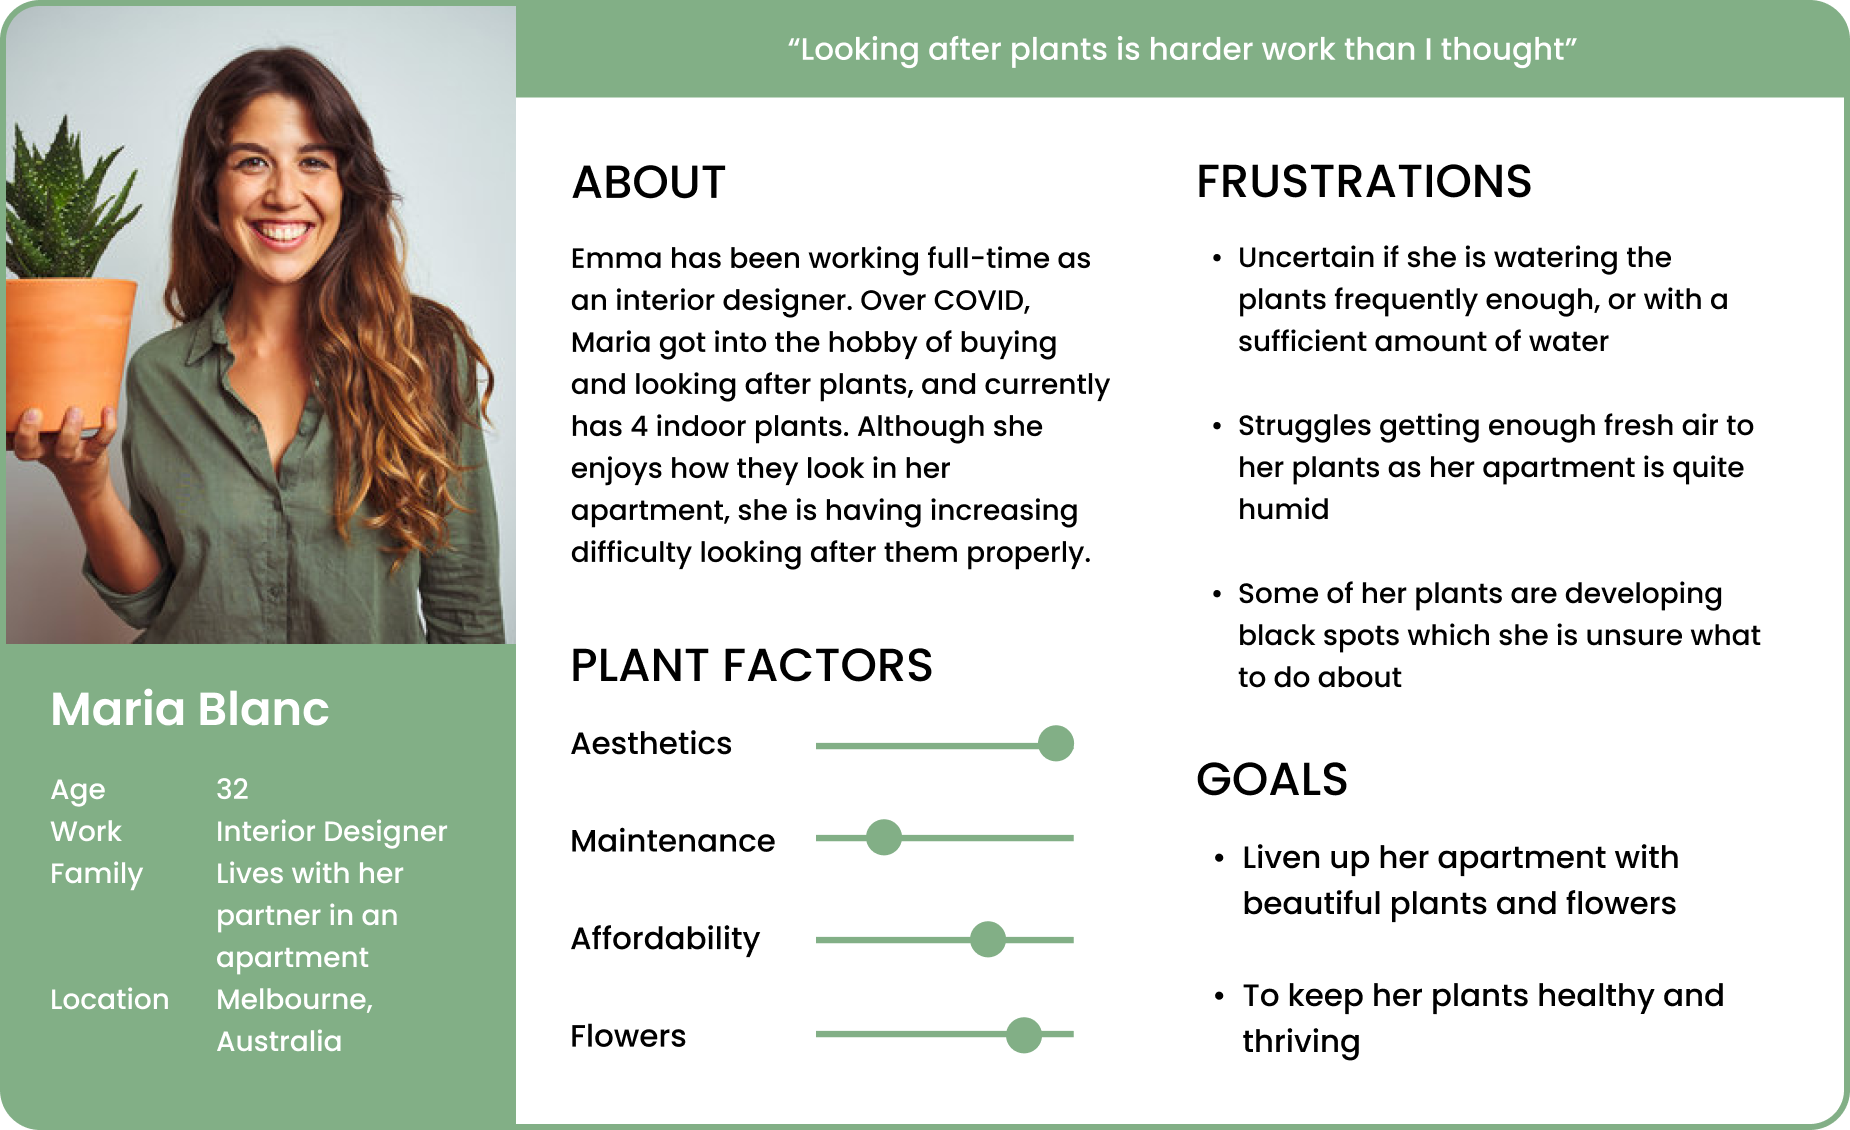 “Looking after plants is harder work than I thought”
Maria Blanc
Age 32
Work Interior Designer
Family Lives with her
partner in an
apartment
Location Melbourne,
Australia
ABOUT
Emma has been working full-time as
an interior designer. Over COVID,
Maria got into the hobby of buying
and looking after plants, and currently
has 4 indoor plants. Although she
enjoys how they look in her
apartment, she is having increasing
difficulty looking after them properly.
PLANT FACTORS
Aesthetics
Maintenance
Affordability
Flowers
FRUSTRATIONS
• Uncertain if she is watering the
plants frequently enough, or with a
sufficient amount of water
• Struggles getting enough fresh air to
her plants as her apartment is quite
humid
• Some of her plants are developing
black spots which she is unsure what
to do about
GOALS
• Liven up her apartment with
beautiful plants and flowers
• To keep her plants healthy and
thriving